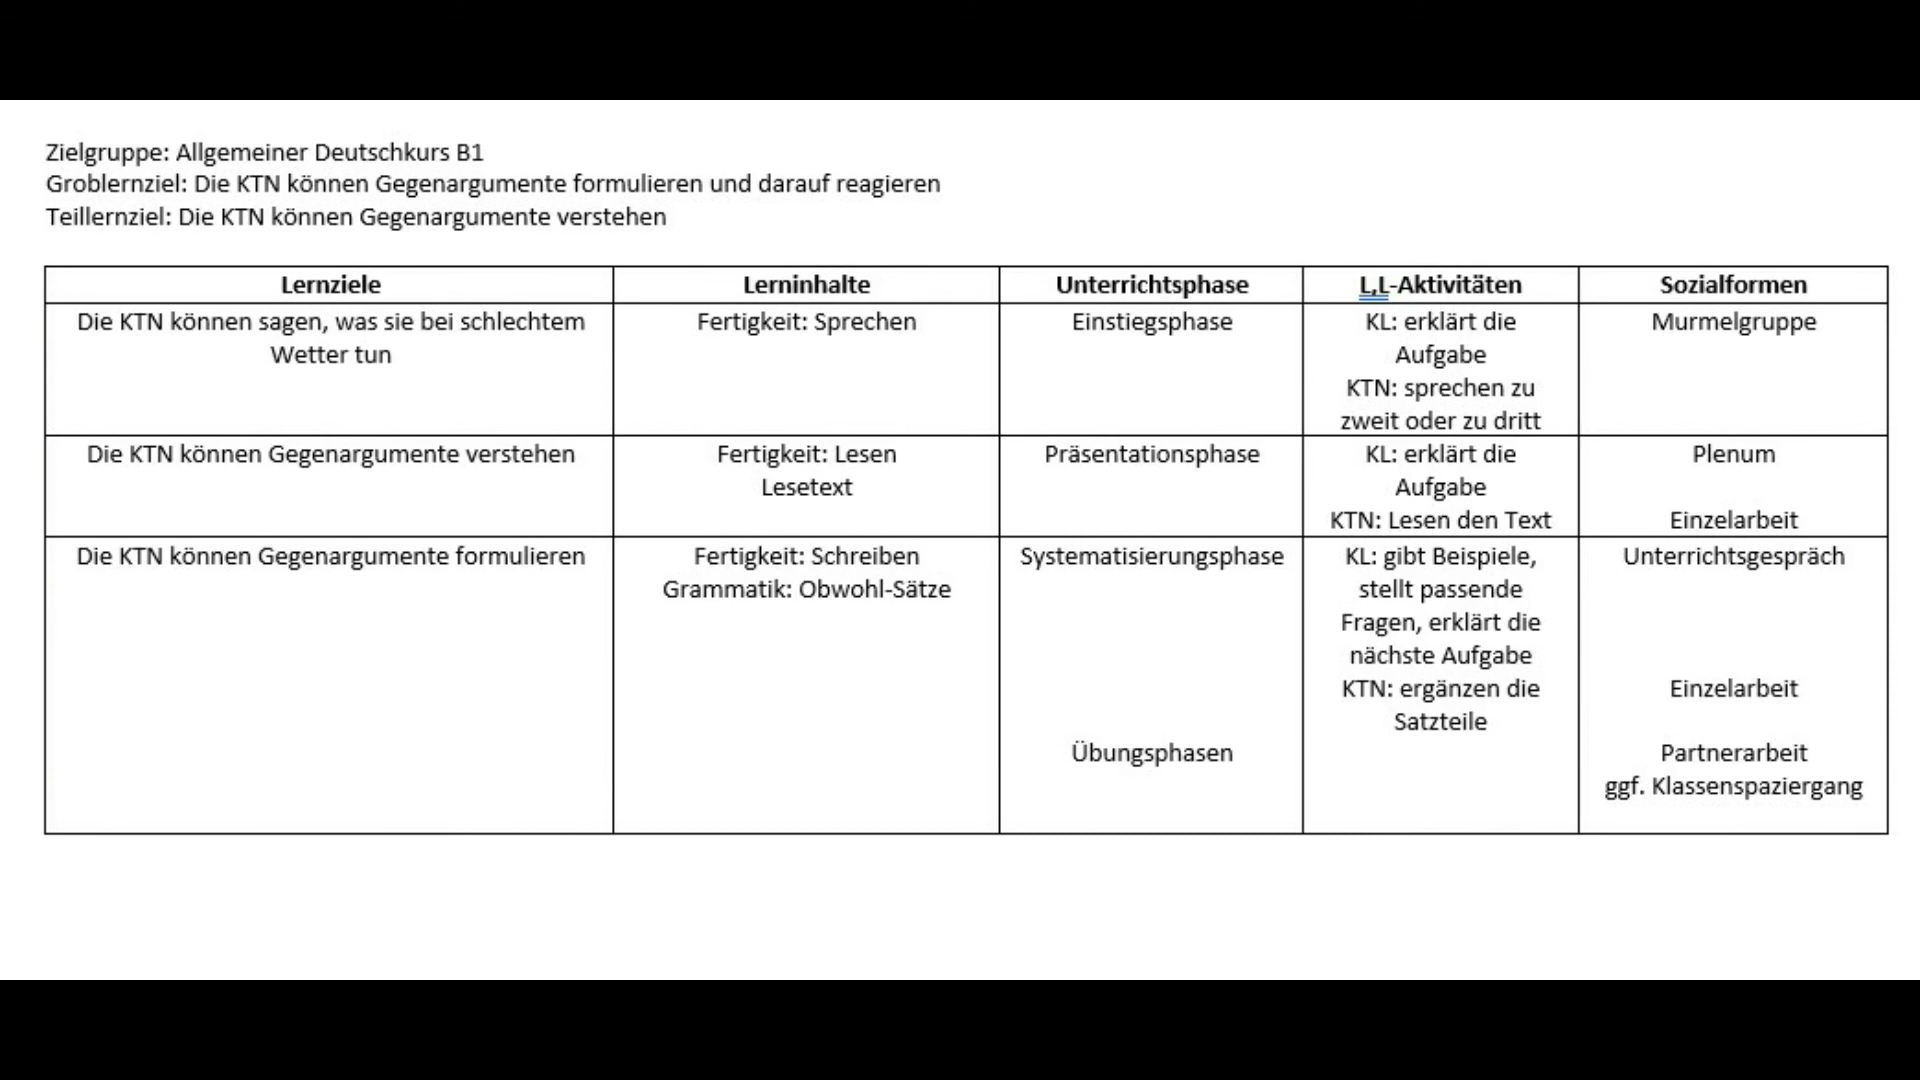 Zielgruppe: Allgemeiner Deutschkurs B1
Groblernziel: Die KTN können Gegenargumente formulieren und darauf reagieren
Teillernziel: Die KTN können Gegenargumente verstehen
Lernziele
Lerninhalte
Unterrichtsphase
L,L-Aktivitäten
Sozialformen
Die KTN können sagen, was sie bei schlechtem
Wetter tun
Fertigkeit: Sprechen
Einstiegsphase
KL: erklärt die
Aufgabe
KTN: sprechen zu
zweit oder zu dritt
Murmelgruppe
Die KTN können Gegenargumente verstehen
Fertigkeit: Lesen
Lesetext
Präsentationsphase
KL: erklärt die
Aufgabe
KTN: Lesen den Text
Plenum
Einzelarbeit
Die KTN können Gegenargumente formulieren
Fertigkeit: Schreiben
Grammatik: Obwohl-Sätze
Systematisierungsphase
Übungsphasen
KL: gibt Beispiele,
stellt passende
Fragen, erklärt die
nächste Aufgabe
KTN: ergänzen die
Satzteile
Unterrichtsgespräch
Einzelarbeit
Partnerarbeit
ggf. Klassenspaziergang